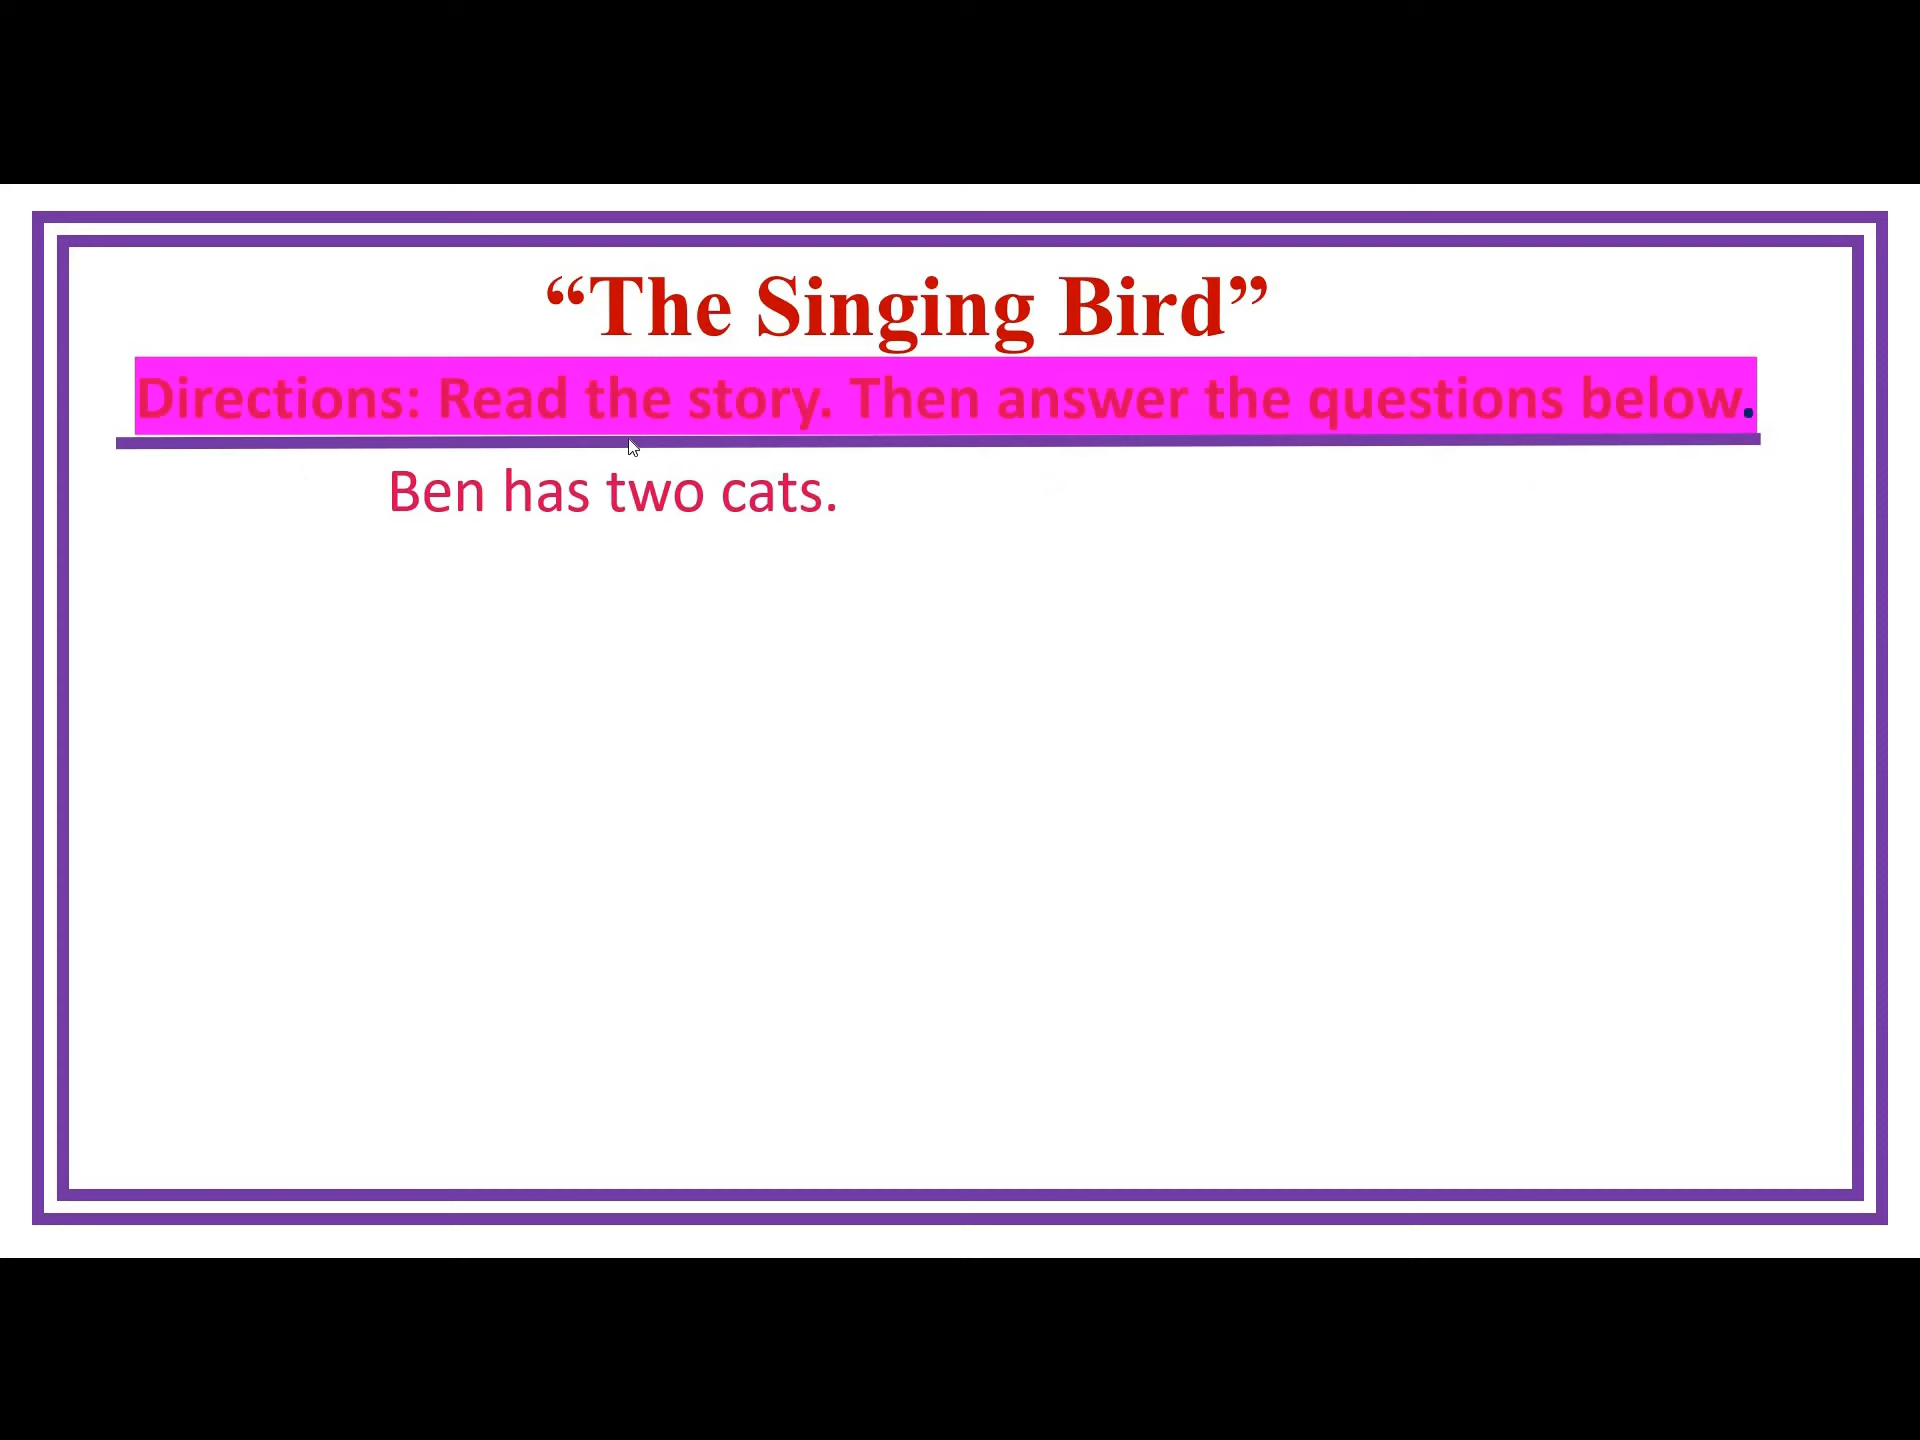 “The Singing Bird”
Directions: Read the story. Then answer the questions below.
Ben has two cats.